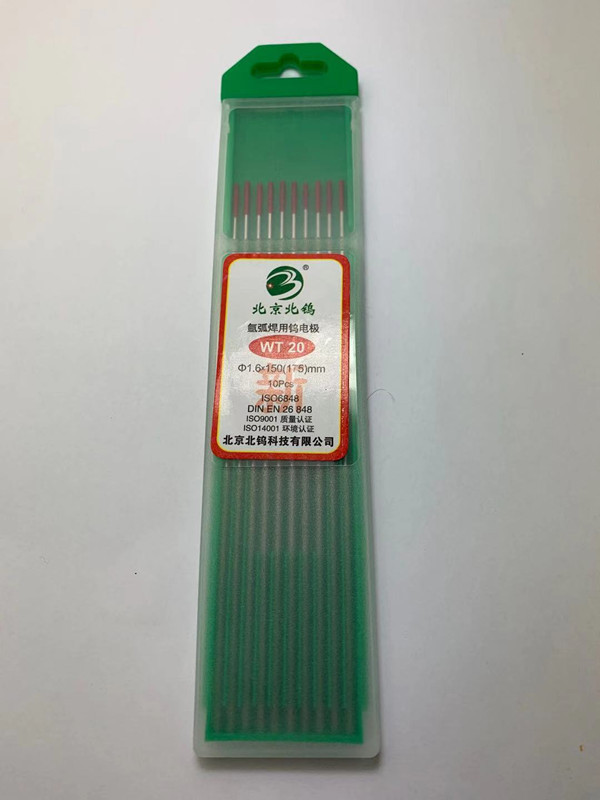 ®
北京北钨
氩弧焊用钨电极
WT 20
Φ1.6×150(175)mm
10Pcs
新
ISO6848
DIN EN 26 848
ISO9001 质量认证
ISO14001 环境认证
北京北钨科技有限公司